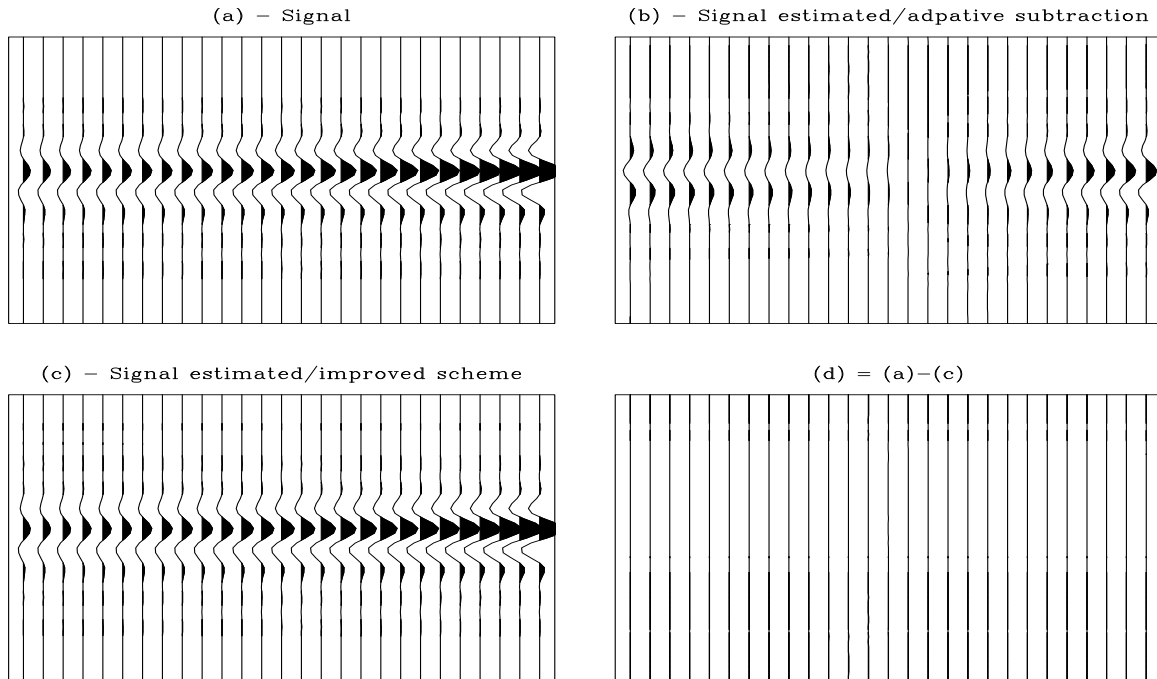 (a) – Signal
(b) – Signal estimated/adpative subtraction
(c) – Signal estimated/improved scheme
(d) = (a)–(c)